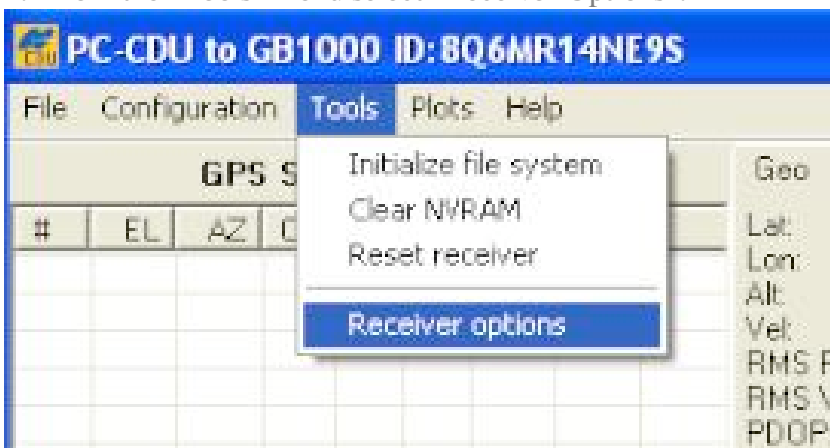 PC-CDU to GB1000 ID:8Q6MR14NE9S
File Configuration Tools Plots Help
GPS S
Initialize file system
Clear NVRAM
Reset receiver
Receiver options
# EL AZ C
Geo
Lat:
Lon:
Alt:
Vel:
RMS
RMS
PDOP